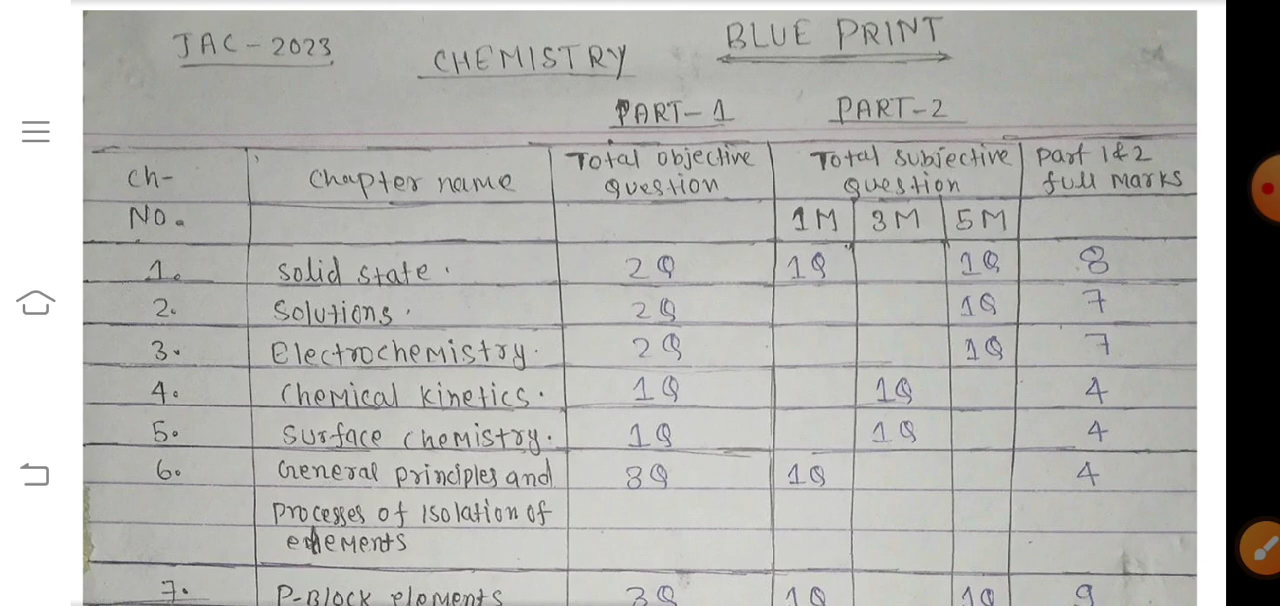 JAC-2023 CHEMISTRY BLUE PRINT
PART-1 PART-2
Ch- NO. Chapter name Total objective question Total subjective question Part 1&2 full Marks
1M 3M 5M
1. Solid state. 2Q 1Q 1Q 8
2. Solutions. 2Q 1Q 7
3. Electrochemistry. 2Q 1Q 7
4. Chemical kinetics. 1Q 1Q 4
5. Surface chemistry. 1Q 1Q 4
6. General principles and 3Q 1Q 4
processes of isolation of
elements
7. P-Block elements 3Q 1Q 1Q 9